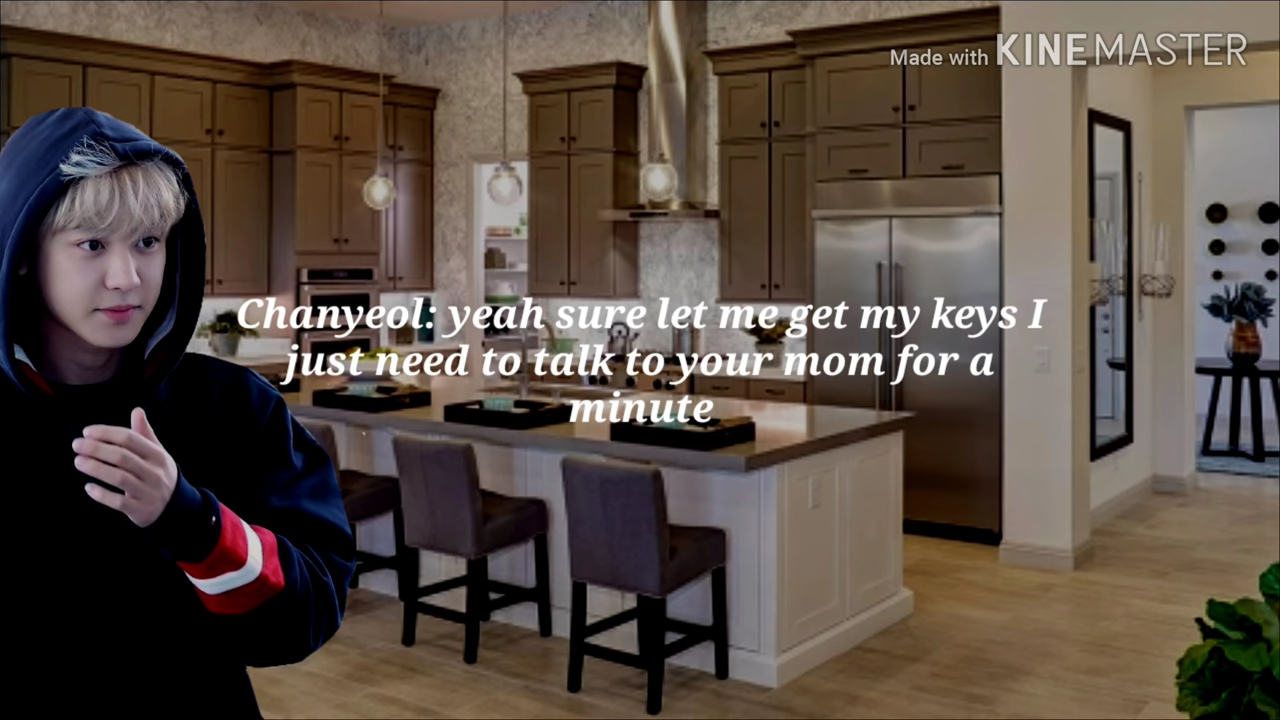 Made with KINEMASTER
Chanyeol: yeah sure let me get my keys I
just need to talk to your mom for a
minute